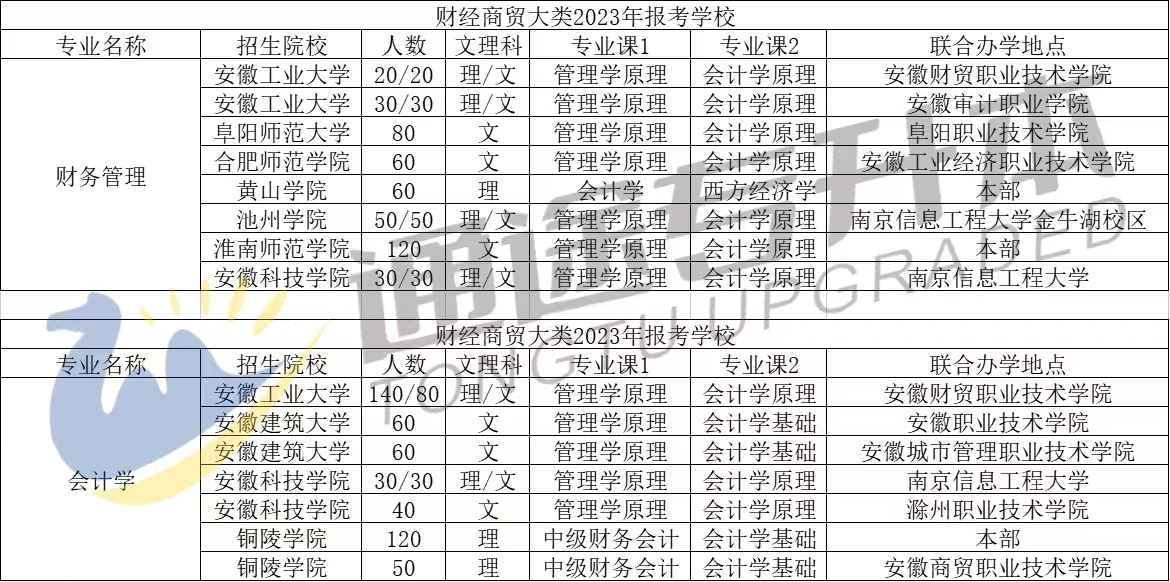 财经商贸大类2023年报考学校
专业名称 招生院校 人数 文理科 专业课1 专业课2 联合办学地点
财务管理
安徽工业大学 20/20 理/文 管理学原理 会计学原理 安徽财贸职业技术学院
安徽工业大学 30/30 理/文 管理学原理 会计学原理 安徽审计职业学院
阜阳师范大学 80 文 管理学原理 会计学原理 阜阳职业技术学院
合肥师范学院 60 文 管理学原理 会计学原理 安徽工业经济职业技术学院
黄山学院 60 理 会计学 西方经济学 本部
池州学院 50/50 理/文 管理学原理 会计学原理 南京信息工程大学金牛湖校区
淮南师范学院 120 文 管理学原理 会计学原理 本部
安徽科技学院 30/30 理/文 管理学原理 会计学原理 南京信息工程大学
财经商贸大类2023年报考学校
专业名称 招生院校 人数 文理科 专业课1 专业课2 联合办学地点
会计学
安徽工业大学 140/80 理/文 管理学原理 会计学原理 安徽财贸职业技术学院
安徽建筑大学 60 文 管理学原理 会计学基础 安徽职业技术学院
安徽建筑大学 60 文 管理学原理 会计学基础 安徽城市管理职业技术学院
安徽科技学院 30/30 理/文 管理学原理 会计学原理 南京信息工程大学
安徽科技学院 40 文 管理学原理 会计学原理 滁州职业技术学院
铜陵学院 120 理 中级财务会计 会计学基础 本部
铜陵学院 50 理 中级财务会计 会计学基础 安徽商贸职业技术学院
通途专升本
TONGTU UPGRADED